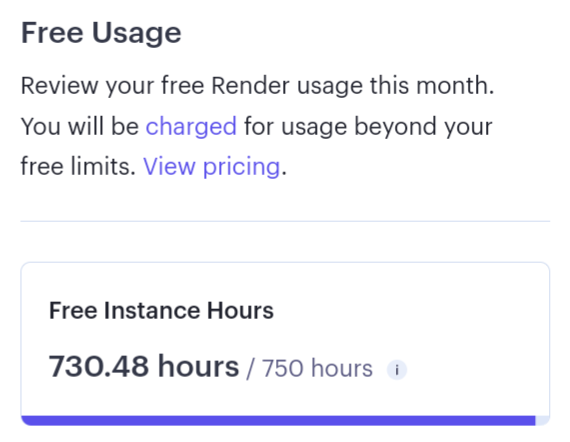 Free Usage
Review your free Render usage this month.
You will be charged for usage beyond your
free limits. View pricing.
Free Instance Hours
730.48 hours / 750 hours i